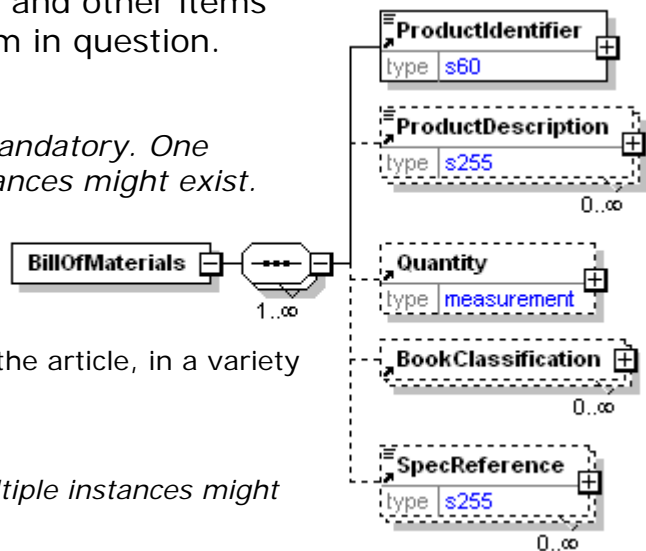 and other items
m in question.
andatory. One
ances might exist.
the article, in a variety
ltiple instances might
BillOfMaterials
1..∞
ProductIdentifier
type s60
ProductDescription
type s255
0..∞
Quantity
type measurement
BookClassification
0..∞
SpecReference
type s255
0..∞